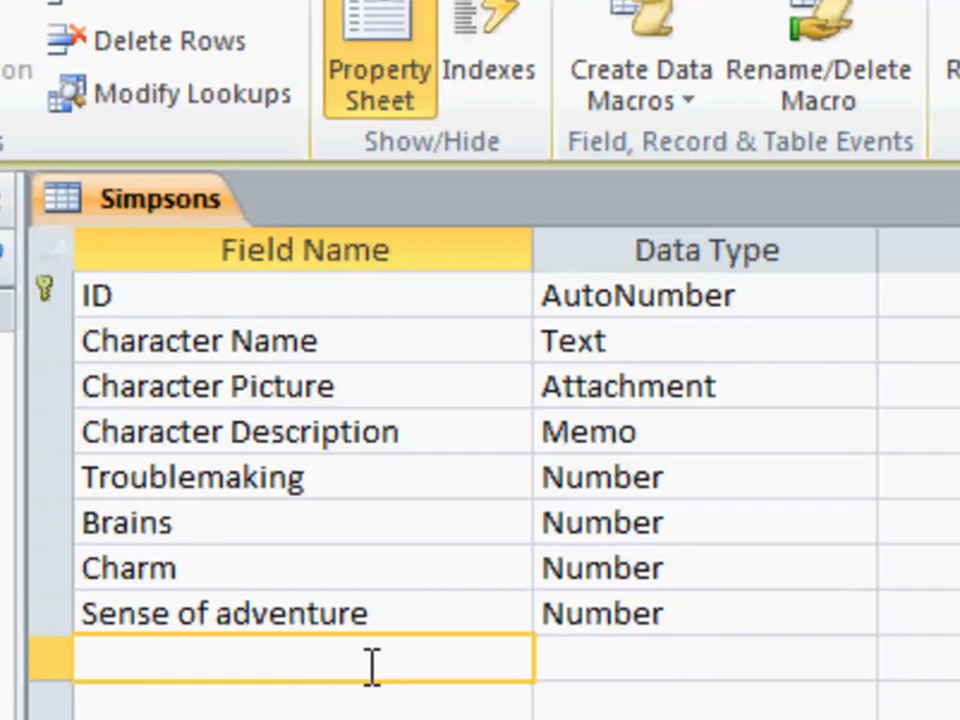 Delete Rows
on
Modify Lookups
Property Sheet
Indexes
Create Data Macros
Rename/Delete Macro
R
s
Show/Hide
Field, Record & Table Events
Simpsons
Field Name Data Type
ID AutoNumber
Character Name Text
Character Picture Attachment
Character Description Memo
Troublemaking Number
Brains Number
Charm Number
Sense of adventure Number